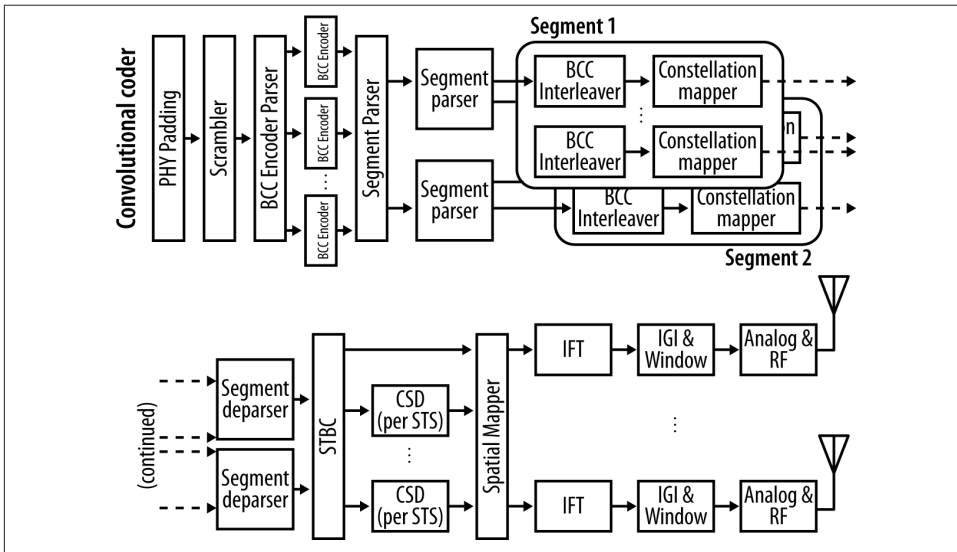 Segment 1
Convolutional coder
PHY Padding
Scrambler
BCC Encoder Parser
BCC Encoder
BCC Encoder
...
BCC Encoder
Segment Parser
Segment
parser
Segment
parser
BCC
Interleaver
Constellation
mapper
...
BCC
Interleaver
Constellation
mapper
on
BCC
Interleaver
Constellation
mapper
Segment 2
(continued)
Segment
deparser
Segment
deparser
STBC
CSD
(per STS)
...
CSD
(per STS)
Spatial Mapper
IFT
IGI &
Window
Analog &
RF
...
IFT
IGI &
Window
Analog &
RF